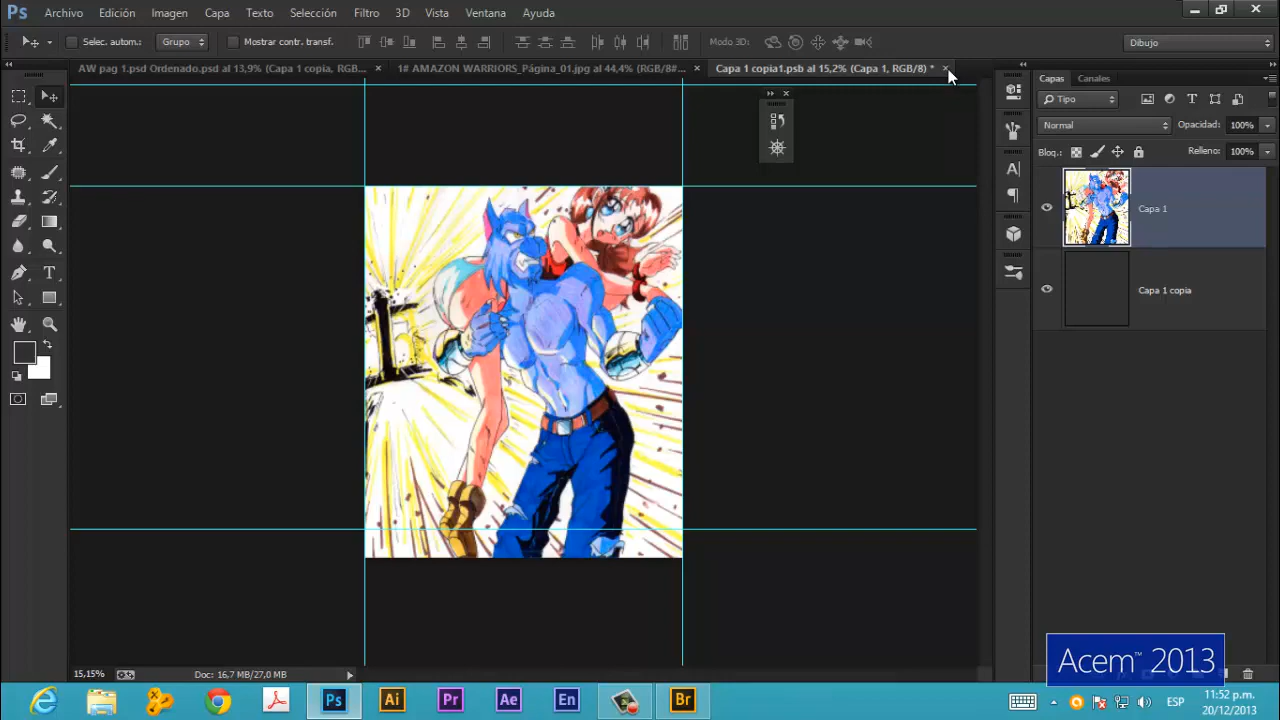 Ps Archivo Edición Imagen Capa Texto Selección Filtro 3D Vista Ventana Ayuda
Selec. autom.: Grupo Mostrar contr. transf. Modo 3D: Dibujo
AW pag 1.psd Ordenado.psd al 13,9% (Capa 1 copia, RGB... × 1# AMAZON WARRIORS_Página_01.jpg al 44,4% (RGB/8#... × Capa 1 copia1.psb al 15,2% (Capa 1, RGB/8) * ×
Capas Canales
Tipo
Normal Opacidad: 100%
Bloq.: Relleno: 100%
Capa 1
Capa 1 copia
15,15% Doc: 16,7 MB/27,0 MB
Acem™ 2013
Ps Ai Pr Ae En Br
ESP
11:52 p.m.
20/12/2013